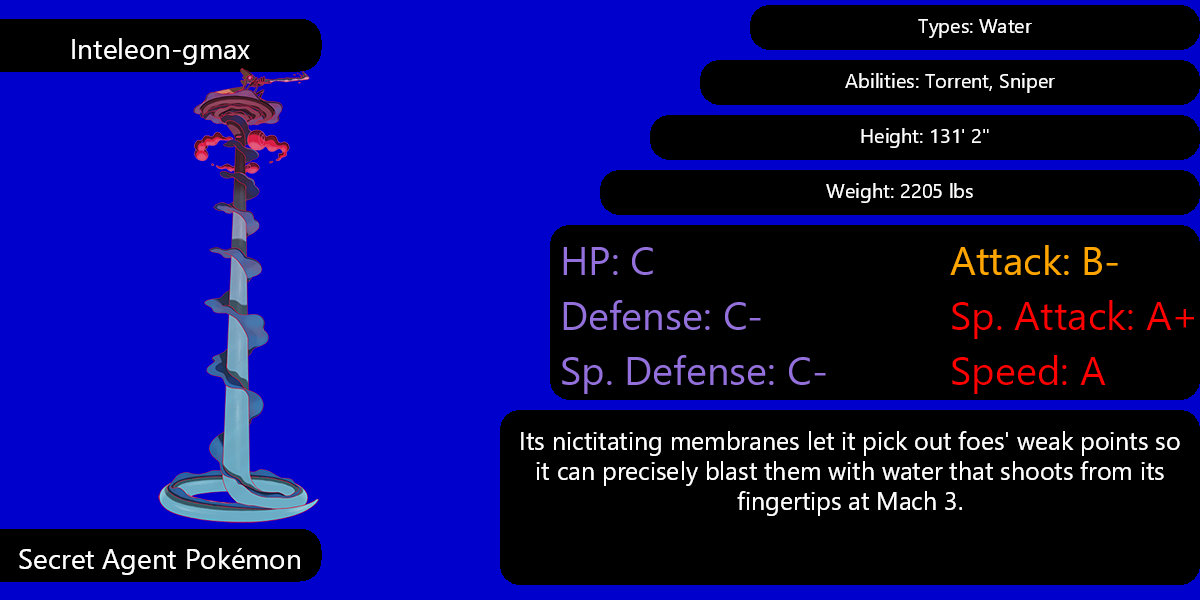 Inteleon-gmax
Secret Agent Pokémon
Types: Water
Abilities: Torrent, Sniper
Height: 131' 2"
Weight: 2205 lbs
HP: C
Attack: B-
Defense: C-
Sp. Attack: A+
Sp. Defense: C-
Speed: A
Its nictitating membranes let it pick out foes' weak points so
it can precisely blast them with water that shoots from its
fingertips at Mach 3.